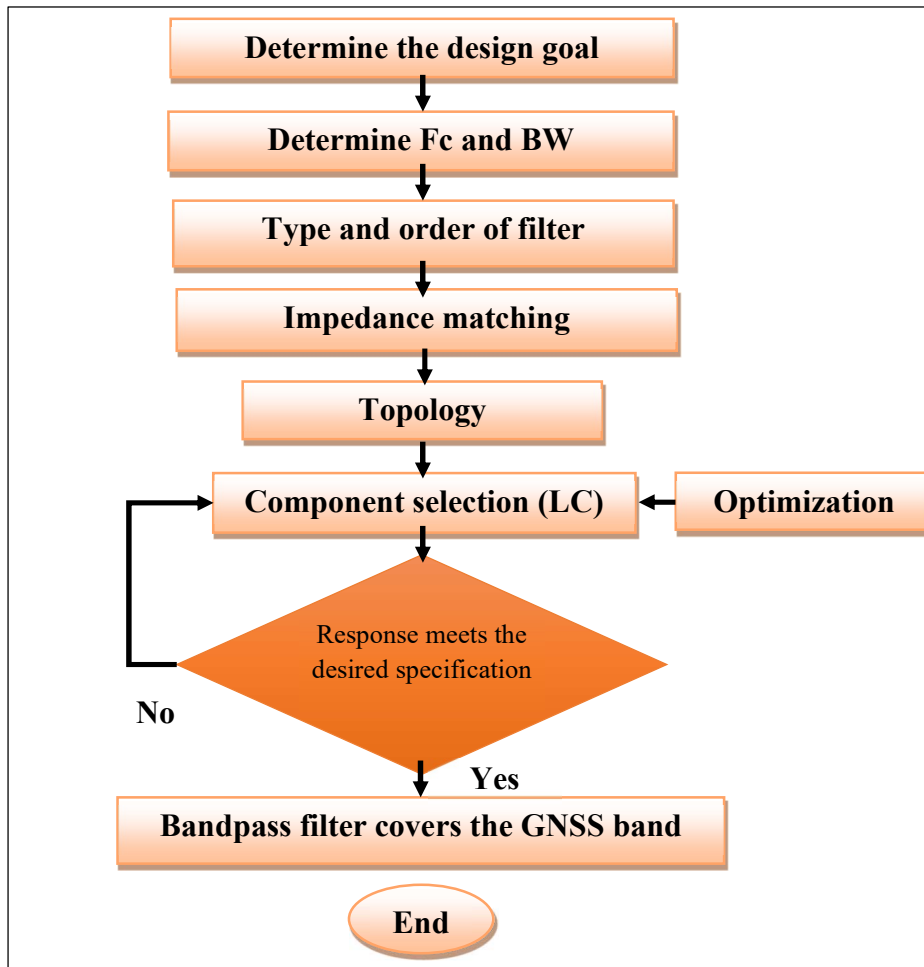 Determine the design goal
Determine Fc and BW
Type and order of filter
Impedance matching
Topology
Component selection (LC)
Optimization
Response meets the
desired specification
No
Yes
Bandpass filter covers the GNSS band
End